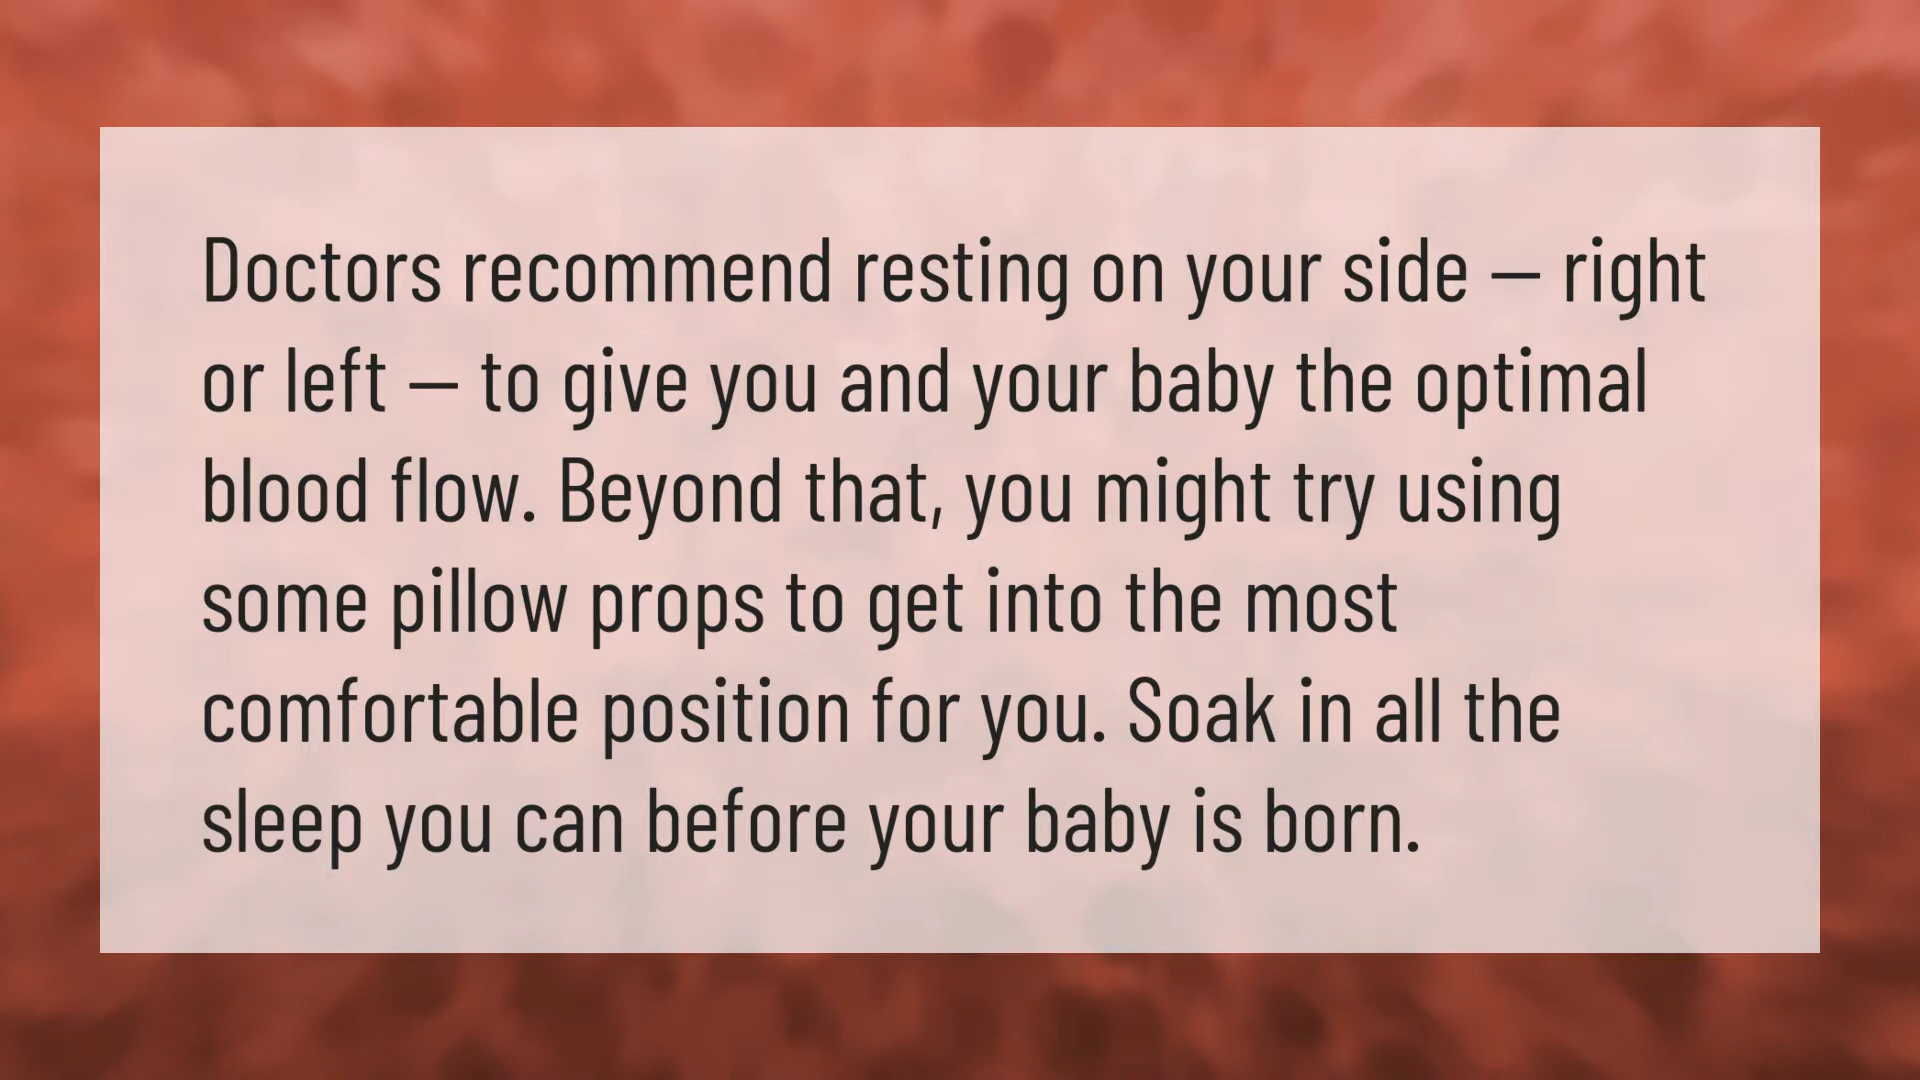 Doctors recommend resting on your side — right
or left — to give you and your baby the optimal
blood flow. Beyond that, you might try using
some pillow props to get into the most
comfortable position for you. Soak in all the
sleep you can before your baby is born.